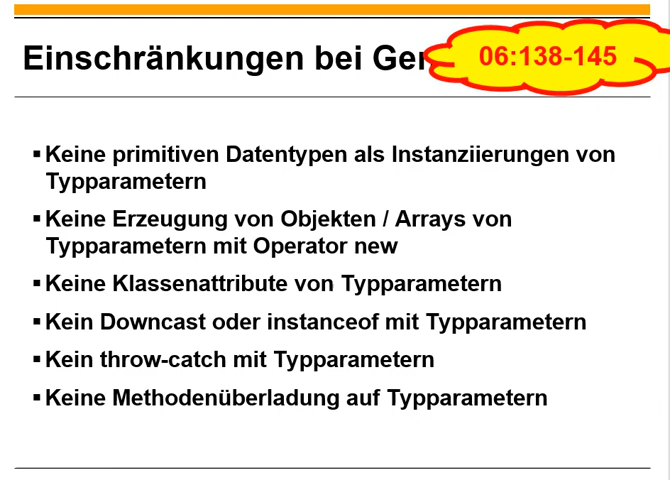 Einschränkungen bei Ge
06:138-145
▪ Keine primitiven Datentypen als Instanziierungen von
Typparametern
▪ Keine Erzeugung von Objekten / Arrays von
Typparametern mit Operator new
▪ Keine Klassenattribute von Typparametern
▪ Kein Downcast oder instanceof mit Typparametern
▪ Kein throw-catch mit Typparametern
▪ Keine Methodenüberladung auf Typparametern